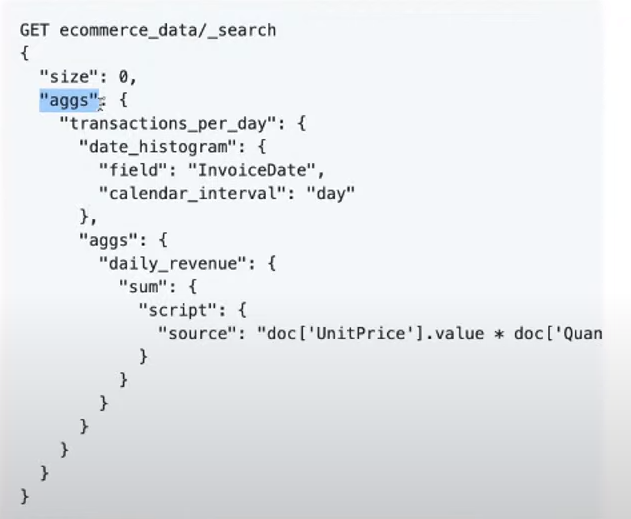 GET ecommerce_data/_search
{
  "size": 0,
  "aggs": {
    "transactions_per_day": {
      "date_histogram": {
        "field": "InvoiceDate",
        "calendar_interval": "day"
      },
      "aggs": {
        "daily_revenue": {
          "sum": {
            "script": {
              "source": "doc['UnitPrice'].value * doc['Quan
            }
          }
        }
      }
    }
  }
}